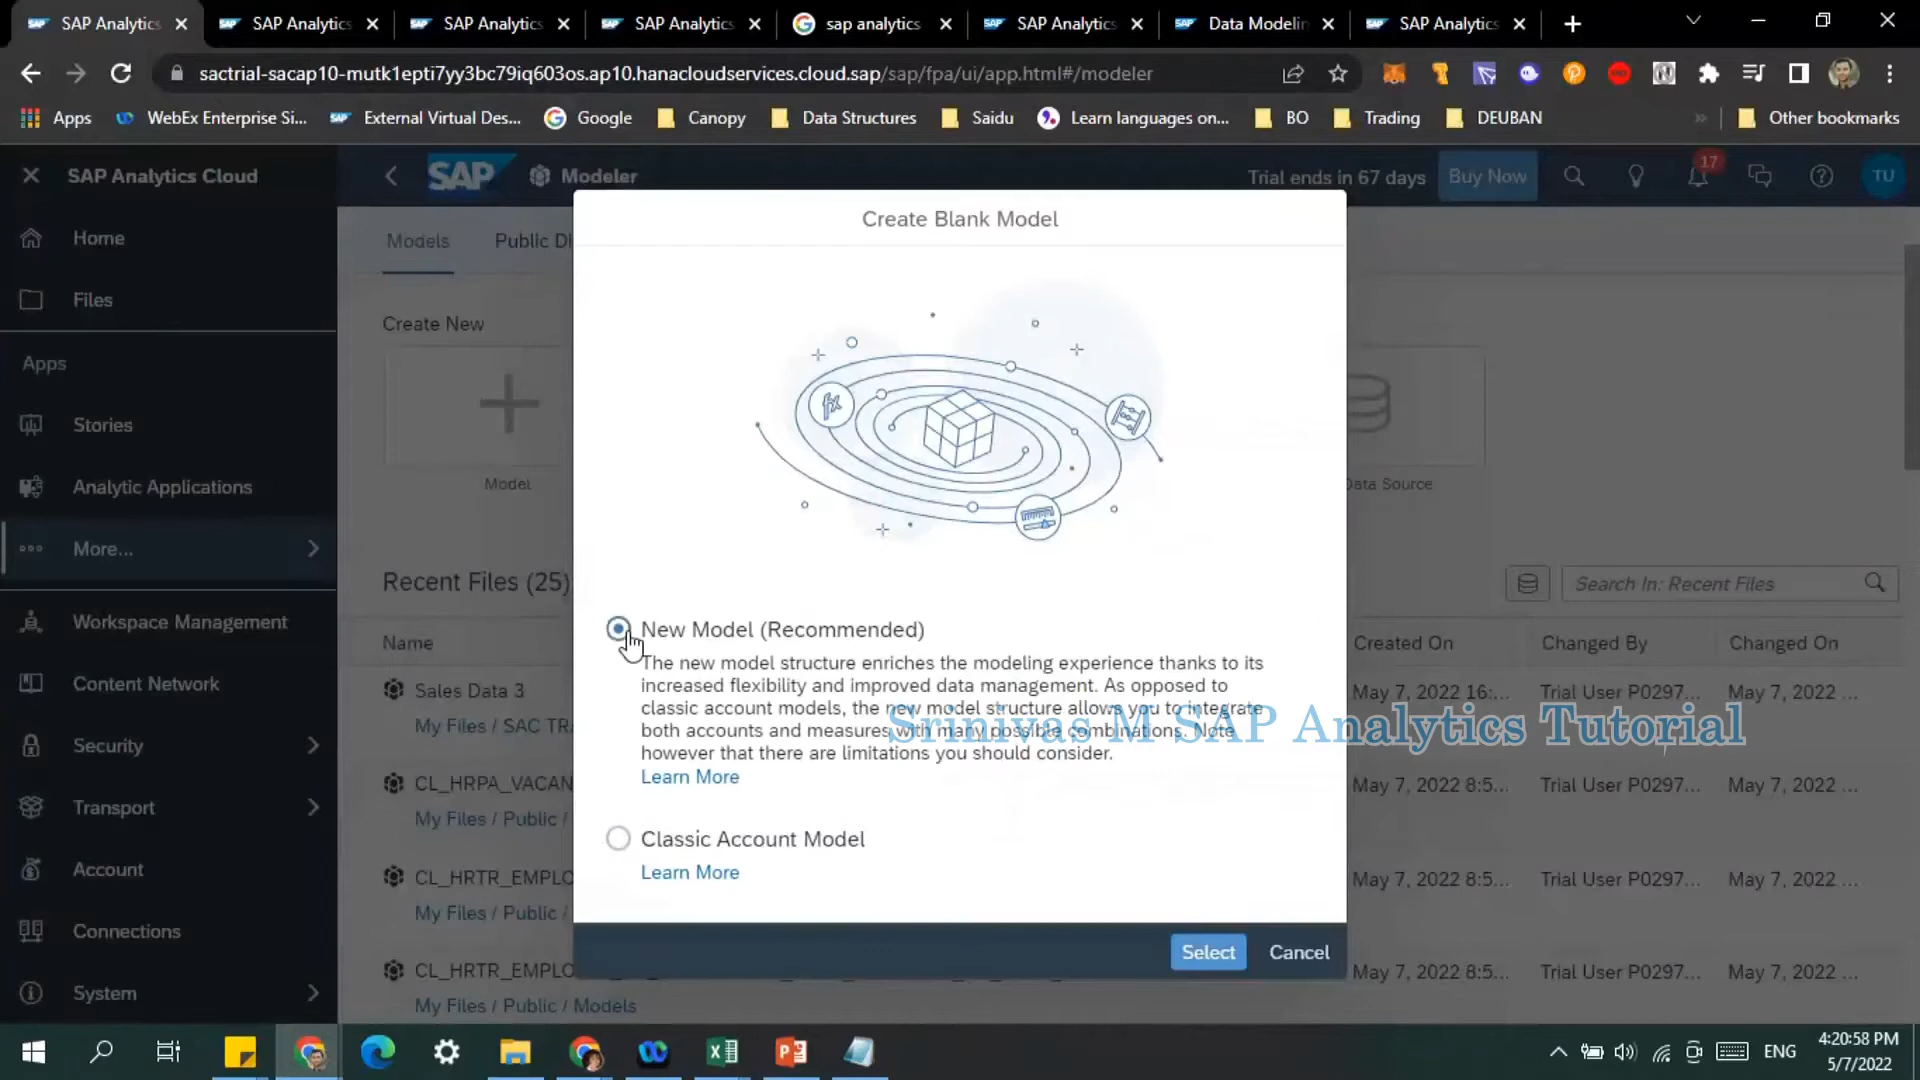 SAP Analytics
SAP Analytics
SAP Analytics
SAP Analytics
sap analytics
SAP Analytics
Data Modelin
SAP Analytics
sactrial-sacap10-mutk1epti7yy3bc79iq603os.ap10.hanacloudservices.cloud.sap/sap/fpa/ui/app.html#/modeler
Apps
WebEx Enterprise Si...
External Virtual Des...
Google
Canopy
Data Structures
Saidu
Learn languages on...
BO
Trading
DEUBAN
Other bookmarks
SAP Analytics Cloud
SAP
Modeler
Trial ends in 67 days
Buy Now
17
TU
Home
Files
Apps
Stories
Analytic Applications
More...
Workspace Management
Content Network
Security
Transport
Account
Connections
System
Models
Public Di
Create New
Model
Data Source
Recent Files (25)
Search In: Recent Files
Name
Created On
Changed By
Changed On
Sales Data 3
My Files / SAC TRA
May 7, 2022 16:...
Trial User P0297...
May 7, 2022 ...
CL_HRPA_VACAN
My Files / Public /
May 7, 2022 8:5...
Trial User P0297...
May 7, 2022 ...
CL_HRTR_EMPLO
My Files / Public /
May 7, 2022 8:5...
Trial User P0297...
May 7, 2022 ...
CL_HRTR_EMPLO
My Files / Public / Models
May 7, 2022 8:5...
Trial User P0297...
May 7, 2022 ...
Create Blank Model
fx
New Model (Recommended)
The new model structure enriches the modeling experience thanks to its
increased flexibility and improved data management. As opposed to
classic account models, the new model structure allows you to integrate
both accounts and measures with many possible combinations. Note
however that there are limitations you should consider.
Learn More
Srinivas M SAP Analytics Tutorial
Classic Account Model
Learn More
Select
Cancel
ENG
4:20:58 PM
5/7/2022